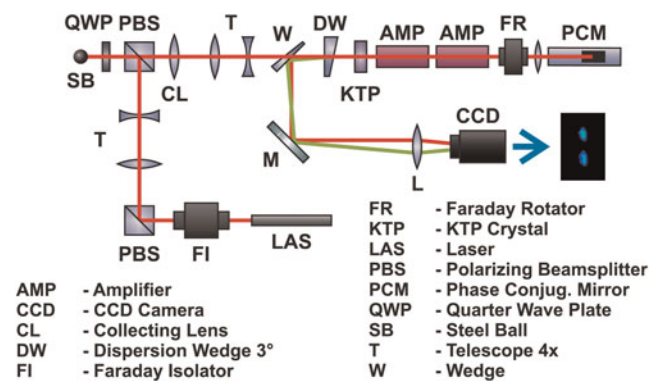 QWP PBS T W DW AMP AMP FR PCM
SB CL KTP
CCD
T
M L
PBS FI LAS
FR - Faraday Rotator
KTP - KTP Crystal
LAS - Laser
PBS - Polarizing Beamsplitter
PCM - Phase Conjug. Mirror
QWP - Quarter Wave Plate
SB - Steel Ball
T - Telescope 4x
W - Wedge
AMP - Amplifier
CCD - CCD Camera
CL - Collecting Lens
DW - Dispersion Wedge 3°
FI - Faraday Isolator